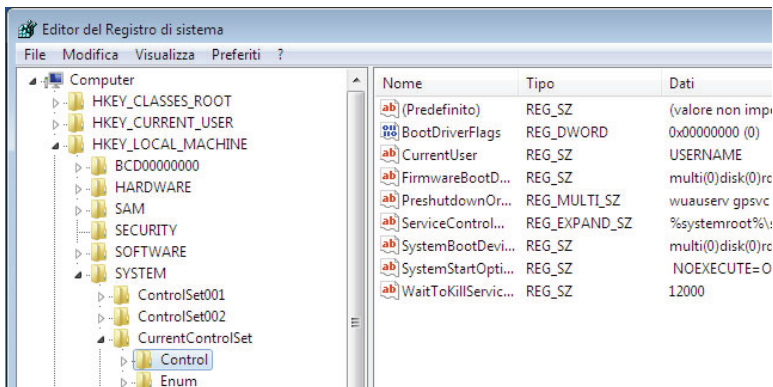 Editor del Registro di sistema
File Modifica Visualizza Preferiti ?
Computer
HKEY_CLASSES_ROOT
HKEY_CURRENT_USER
HKEY_LOCAL_MACHINE
BCD00000000
HARDWARE
SAM
SECURITY
SOFTWARE
SYSTEM
ControlSet001
ControlSet002
CurrentControlSet
Control
Enum
Nome Tipo Dati
(Predefinito) REG_SZ (valore non imp
BootDriverFlags REG_DWORD 0x00000000 (0)
CurrentUser REG_SZ USERNAME
FirmwareBootD... REG_SZ multi(0)disk(0)rd
PreshutdownOr... REG_MULTI_SZ wuauserv gpsvc
ServiceControl... REG_EXPAND_SZ %systemroot%\s
SystemBootDevi... REG_SZ multi(0)disk(0)rd
SystemStartOpti... REG_SZ NOEXECUTE=O
WaitToKillServic... REG_SZ 12000